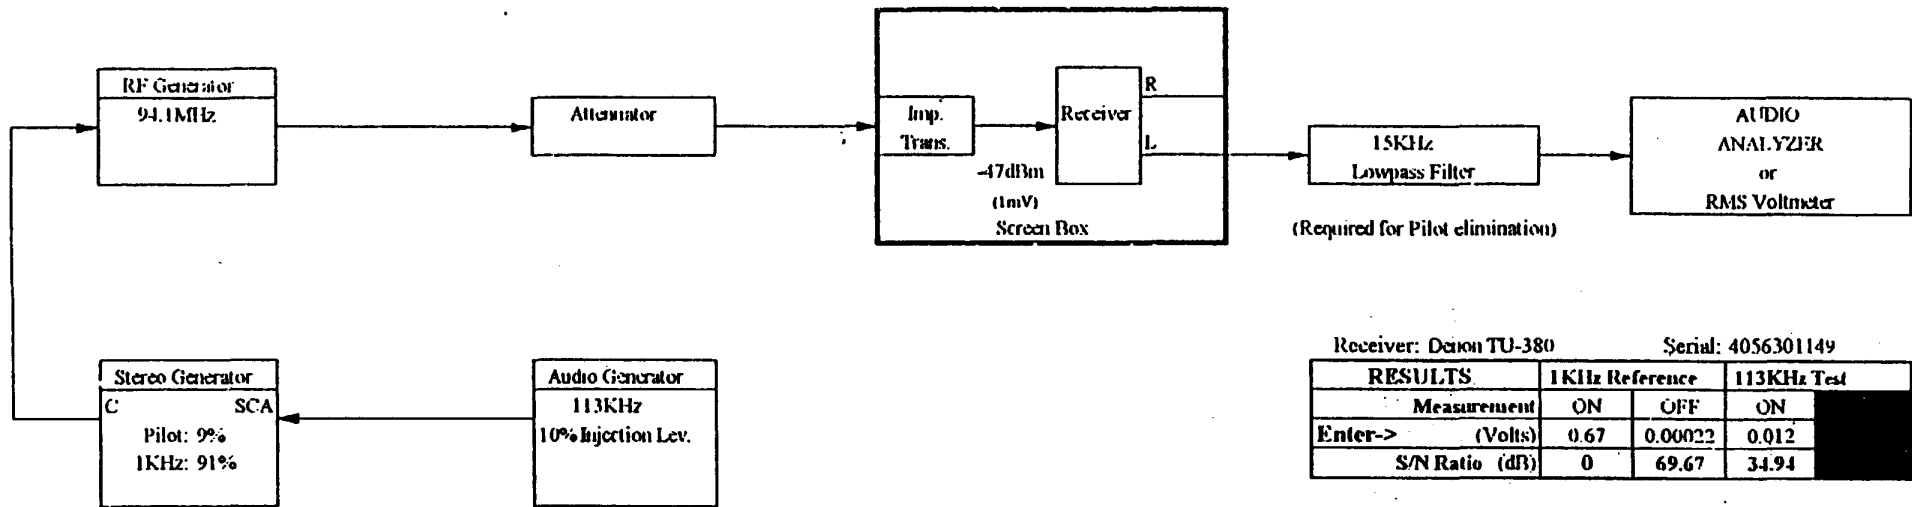 RF Generator
94.1MHz
Attenuator
Imp.
Trans.
Receiver
R
L
-47dBm
(1mV)
Screen Box
15KHz
Lowpass Filter
(Required for Pilot elimination)
AUDIO
ANALYZER
or
RMS Voltmeter
Stereo Generator
C SCA
Pilot: 9%
1KHz: 91%
Audio Generator
113KHz
10% Injection Lev.
Receiver: Denon TU-380 Serial: 4056301149
RESULTS 1KHz Reference 113KHz Test
Measurement ON OFF ON
Enter-> (Volts) 0.67 0.00022 0.012
S/N Ratio (dB) 0 69.67 34.94